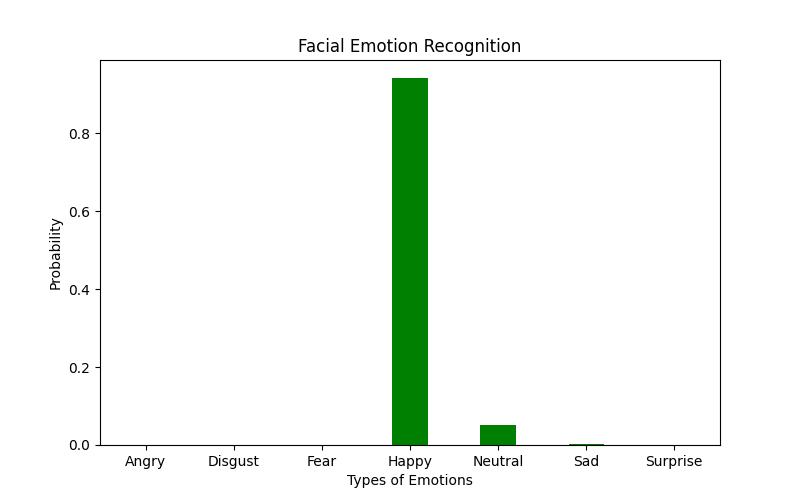 Facial Emotion Recognition
Probability
0.8
0.6
0.4
0.2
0.0
Angry Disgust Fear Happy Neutral Sad Surprise
Types of Emotions